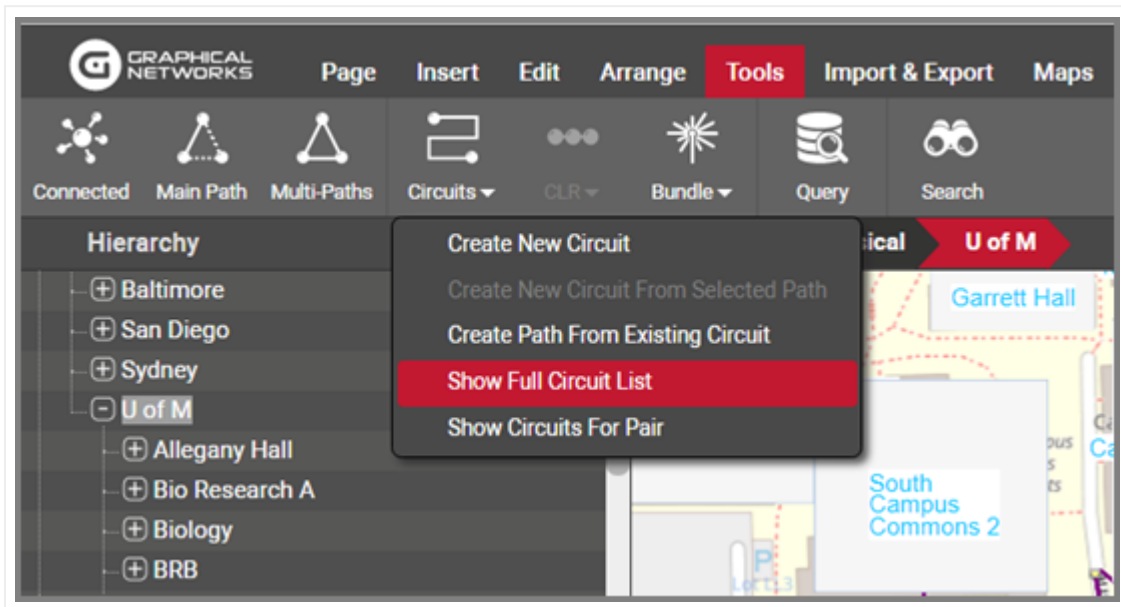 GRAPHICAL
NETWORKS
Page Insert Edit Arrange Tools Import & Export Maps
Connected Main Path Multi-Paths Circuits CLR Bundle Query Search
Hierarchy
U of M
Create New Circuit
Create New Circuit From Selected Path
Create Path From Existing Circuit
Show Full Circuit List
Show Circuits For Pair
Baltimore
San Diego
Sydney
U of M
Allegany Hall
Bio Research A
Biology
BRB
Garrett Hall
South
Campus
Commons 2
P